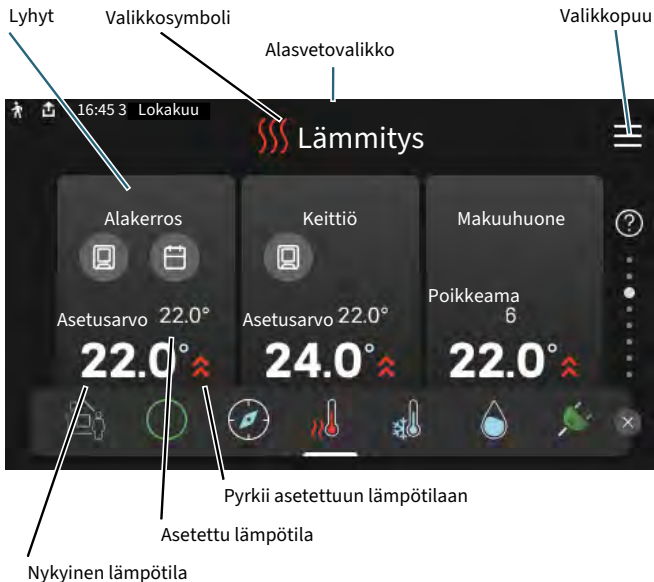 Lyhyt
Valikkosymboli
Valikkopuu
Alasvetovalikko
16:45 3 Lokakuu
Lämmitys
Alakerros
Keittiö
Makuuhuone
?
Asetusarvo 22.0°
Asetusarvo 22.0°
Poikkeama
6
22.0°
24.0°
22.0°
Pyrkii asetettuun lämpötilaan
Asetettu lämpötila
Nykyinen lämpötila